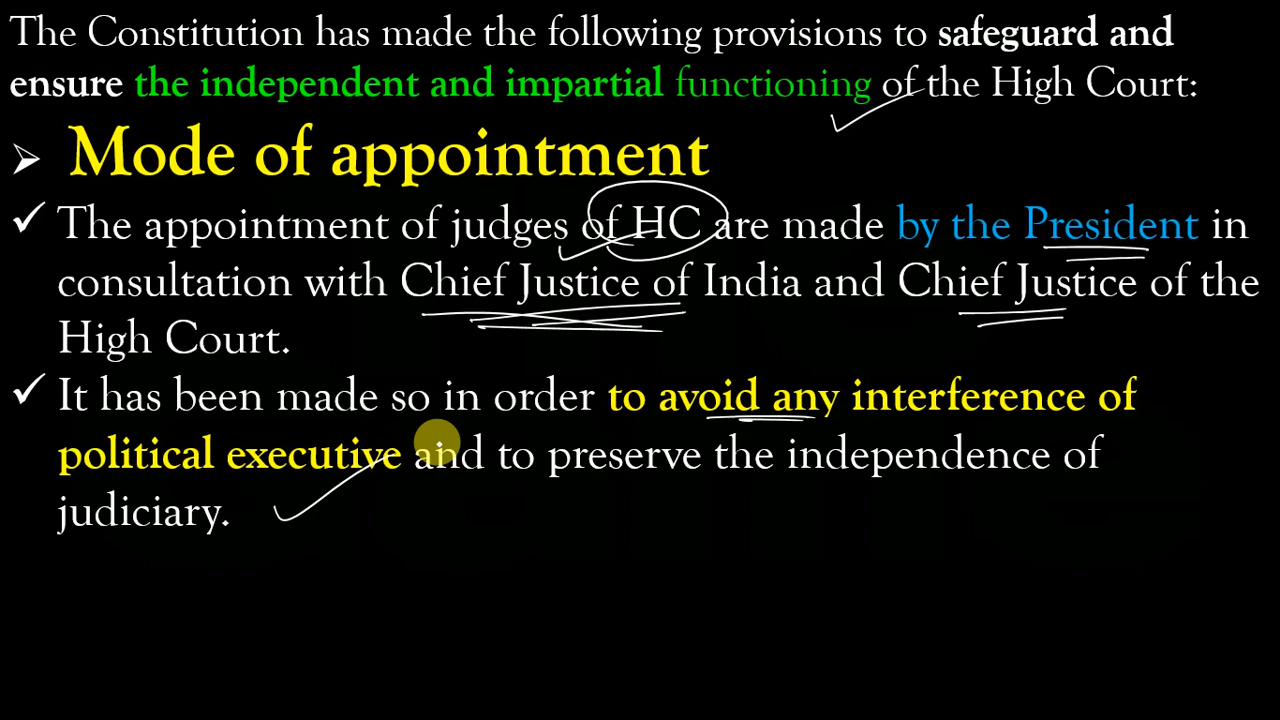 The Constitution has made the following provisions to safeguard and
ensure the independent and impartial functioning of the High Court:
➢ Mode of appointment
✓ The appointment of judges of HC are made by the President in
consultation with Chief Justice of India and Chief Justice of the
High Court.
✓ It has been made so in order to avoid any interference of
political executive and to preserve the independence of
judiciary.